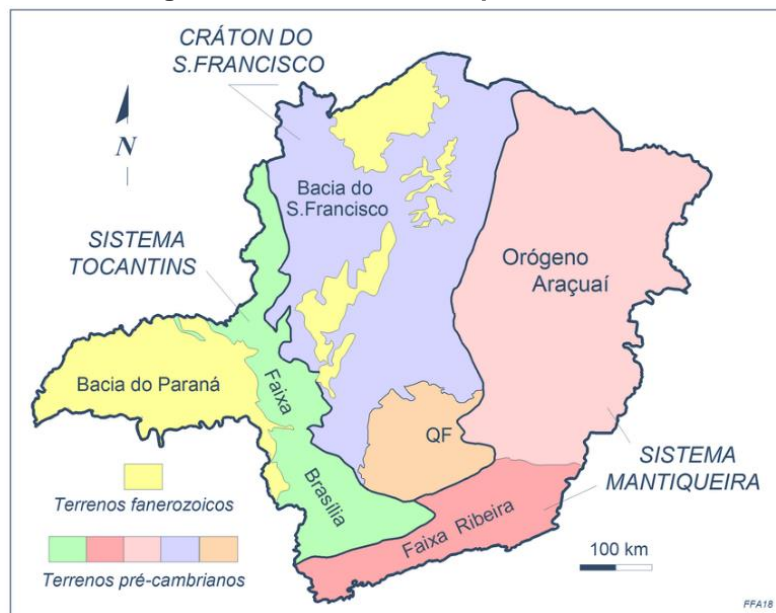 CRÁTON DO
S.FRANCISCO
N
Bacia do
S.Francisco
SISTEMA
TOCANTINS
Orógeno
Araçuaí
Bacia do Paraná
Faixa
Brasília
QF
SISTEMA
MANTIQUEIRA
Faixa Ribeira
Terrenos fanerozoicos
Terrenos pré-cambrianos
100 km
FFA18